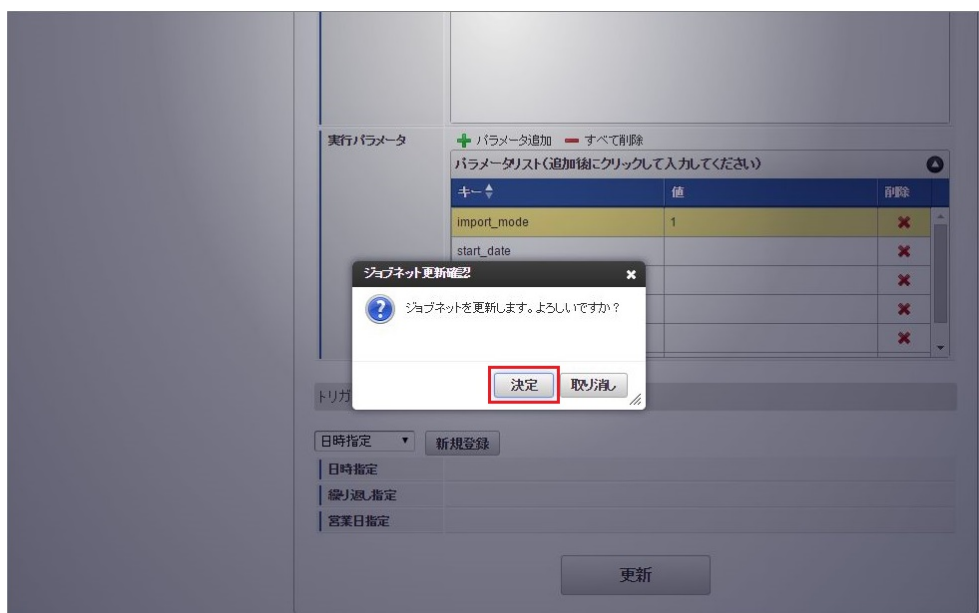 実行パラメータ
パラメータ追加 すべて削除
パラメータリスト(追加後にクリックして入力してください)
キー 値 削除
import_mode 1
start_date
ジョブネット更新確認
ジョブネットを更新します。よろしいですか?
決定 取り消し
トリガ
日時指定 新規登録
日時指定
繰り返し指定
営業日指定
更新